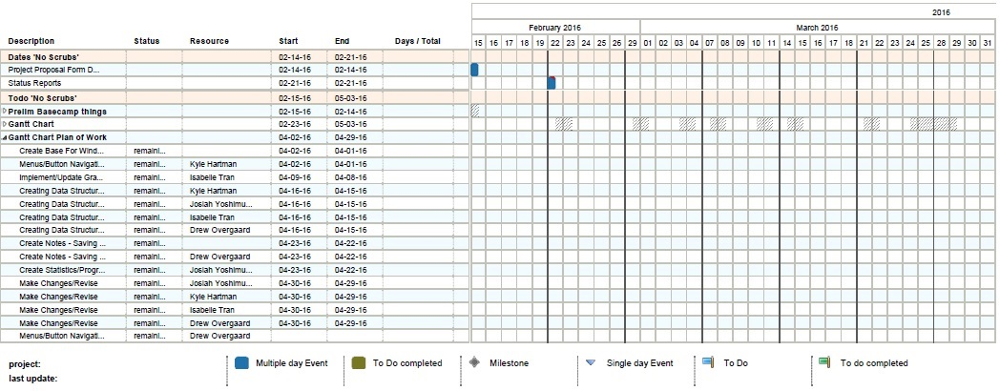 2016
February 2016 March 2016
Description Status Resource Start End Days / Total 15 16 17 18 19 22 23 24 25 26 29 01 02 03 04 07 08 09 10 11 14 15 16 17 18 21 22 23 24 25 28 29 30 31
Dates 'No Scrubs' 02-14-16 02-21-16
Project Proposal Form D... 02-14-16 02-14-16
Status Reports 02-21-16 02-21-16
Todo 'No Scrubs' 02-15-16 05-03-16
Prelim Basecamp things 02-15-16 02-14-16
Gantt Chart 02-23-16 05-03-16
Gantt Chart Plan of Work 04-02-16 04-29-16
Create Base For Wind... remaini... 04-02-16 04-01-16
Menus/Button Navigati... remaini... Kyle Hartman 04-02-16 04-01-16
Implement/Update Gra... remaini... Isabelle Tran 04-09-16 04-08-16
Creating Data Structur... remaini... Kyle Hartman 04-16-16 04-15-16
Creating Data Structur... remaini... Josiah Yoshimu... 04-16-16 04-15-16
Creating Data Structur... remaini... Isabelle Tran 04-16-16 04-15-16
Creating Data Structur... remaini... Drew Overgaard 04-16-16 04-15-16
Create Notes - Saving ... remaini... 04-23-16 04-22-16
Create Notes - Saving ... remaini... Drew Overgaard 04-23-16 04-22-16
Create Statistics/Progr... remaini... Josiah Yoshimu... 04-23-16 04-22-16
Make Changes/Revise remaini... Josiah Yoshimu... 04-30-16 04-29-16
Make Changes/Revise remaini... Kyle Hartman 04-30-16 04-29-16
Make Changes/Revise remaini... Isabelle Tran 04-30-16 04-29-16
Make Changes/Revise remaini... Drew Overgaard 04-30-16 04-29-16
Menus/Button Navigati... remaini... Drew Overgaard
project: Multiple day Event To Do completed Milestone Single day Event To Do To do completed
last update: